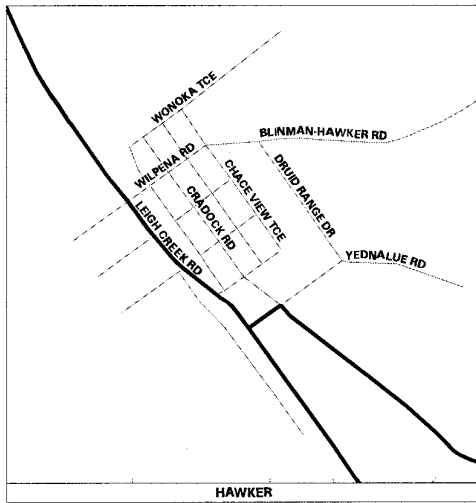 WONOKA TCE
BLINMAN-HAWKER RD
WILPENA RD
CHACE VIEW TCE
DRUID RANGE DR
CRADOCK RD
LEIGH CREEK RD
YEDNALUE RD
HAWKER